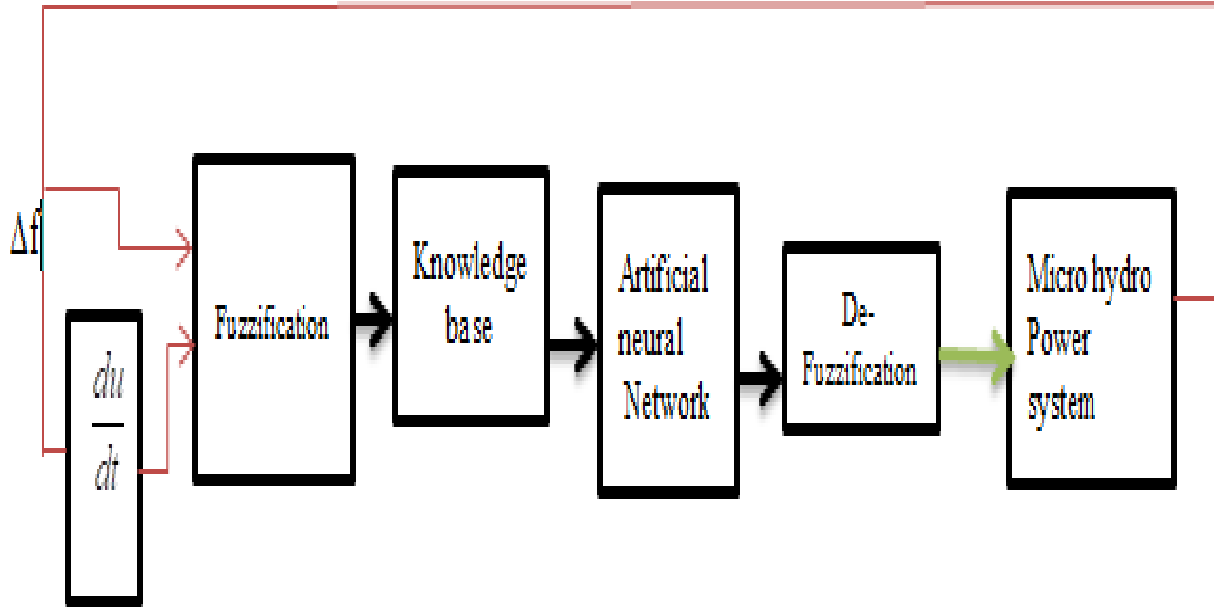 Δf
du
dt
Fuzzification
Knowledge
base
Artificial
neural
Network
De-
Fuzzification
Micro hydro
Power
system